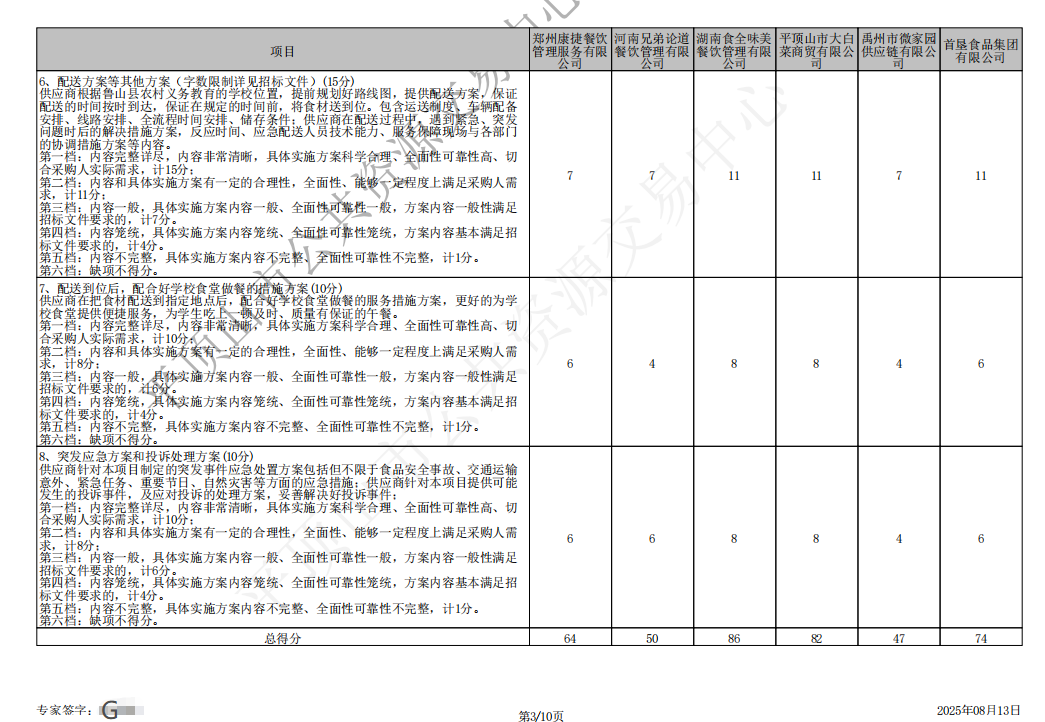 项目
郑州康捷餐饮管理服务有限公司
河南兄弟论道餐饮管理有限公司
湖南食全味美餐饮管理有限公司
平顶山市大白菜商贸有限公司
禹州市微家园供应链有限公司
首垦食品集团有限公司
6、配送方案等其他方案（字数限制详见招标文件）(15分)
供应商根据鲁山县农村义务教育的学校位置，提前规划好路线图，提供配送方案，保证
配送的时间按时到达，保证在规定的时间前，将食材送到位。包含运送制度、车辆配备
安排、线路安排、全流程时间安排、储存条件；供应商在配送过程中，遇到紧急、突发
问题时后的解决措施方案，反应时间、应急配送人员技术能力、服务保障现场与各部门
的协调措施方案等内容。
第一档：内容完整详尽，内容非常清晰，具体实施方案科学合理、全面性可靠性高、切
合采购人实际需求，计15分；
第二档：内容和具体实施方案有一定的合理性，全面性、能够一定程度上满足采购人需
求，计11分；
第三档：内容一般，具体实施方案内容一般、全面性可靠性一般，方案内容一般性满足
招标文件要求的，计7分。
第四档：内容笼统，具体实施方案内容笼统、全面性可靠性笼统，方案内容基本满足招
标文件要求的，计4分。
第五档：内容不完整，具体实施方案内容不完整、全面性可靠性不完整，计1分。
第六档：缺项不得分。
7 7 11 11 7 11
7、配送到位后，配合好学校食堂做餐的措施方案(10分)
供应商在把食材配送到指定地点后，配合好学校食堂做餐的服务措施方案，更好的为学
校食堂提供便捷服务，为学生吃上一顿及时、质量有保证的午餐。
第一档：内容完整详尽，内容非常清晰，具体实施方案科学合理、全面性可靠性高、切
合采购人实际需求，计10分；
第二档：内容和具体实施方案有一定的合理性，全面性、能够一定程度上满足采购人需
求，计8分；
第三档：内容一般，具体实施方案内容一般、全面性可靠性一般，方案内容一般性满足
招标文件要求的，计6分。
第四档：内容笼统，具体实施方案内容笼统、全面性可靠性笼统，方案内容基本满足招
标文件要求的，计4分。
第五档：内容不完整，具体实施方案内容不完整、全面性可靠性不完整，计1分。
第六档：缺项不得分。
6 4 8 8 4 6
8、突发应急方案和投诉处理方案(10分)
供应商针对本项目制定的突发事件应急处置方案包括但不限于食品安全事故、交通运输
意外、紧急任务、重要节日、自然灾害等方面的应急措施；供应商针对本项目提供可能
发生的投诉事件，及应对投诉的处理方案，妥善解决好投诉事件；
第一档：内容完整详尽，内容非常清晰，具体实施方案科学合理、全面性可靠性高、切
合采购人实际需求，计10分；
第二档：内容和具体实施方案有一定的合理性，全面性、能够一定程度上满足采购人需
求，计8分；
第三档：内容一般，具体实施方案内容一般、全面性可靠性一般，方案内容一般性满足
招标文件要求的，计6分。
第四档：内容笼统，具体实施方案内容笼统、全面性可靠性笼统，方案内容基本满足招
标文件要求的，计4分。
第五档：内容不完整，具体实施方案内容不完整、全面性可靠性不完整，计1分。
第六档：缺项不得分。
6 6 8 8 4 6
总得分 64 50 86 82 47 74
平顶山市公共资源交易中心
平顶山市公共资源交易中心
专家签字：G
第3/10页
2025年08月13日